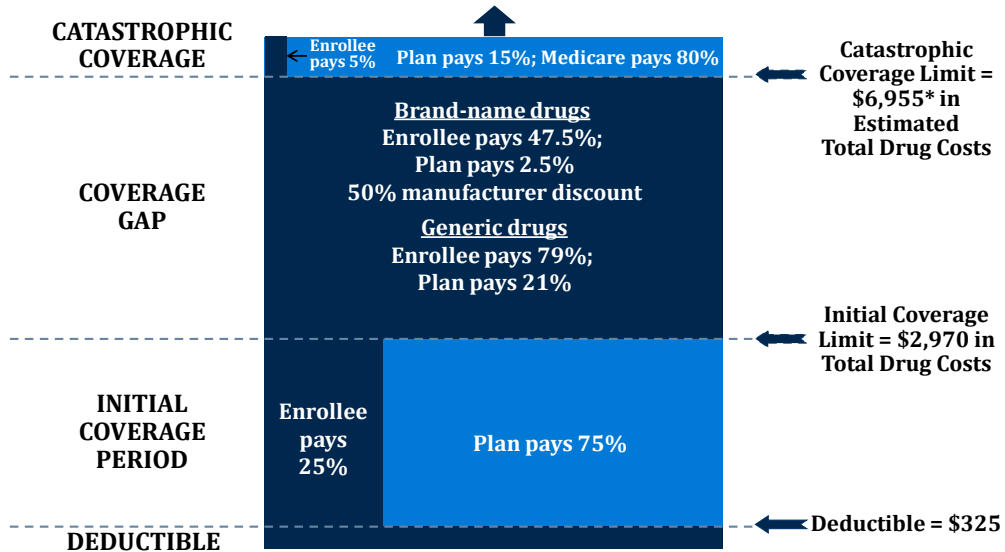 CATASTROPHIC
COVERAGE
Enrollee
pays 5%
Plan pays 15%; Medicare pays 80%
Catastrophic
Coverage Limit =
$6,955* in
Estimated
Total Drug Costs
COVERAGE
GAP
Brand-name drugs
Enrollee pays 47.5%;
Plan pays 2.5%
50% manufacturer discount
Generic drugs
Enrollee pays 79%;
Plan pays 21%
Initial Coverage
Limit = $2,970 in
Total Drug Costs
INITIAL
COVERAGE
PERIOD
Enrollee
pays
25%
Plan pays 75%
DEDUCTIBLE
Deductible = $325